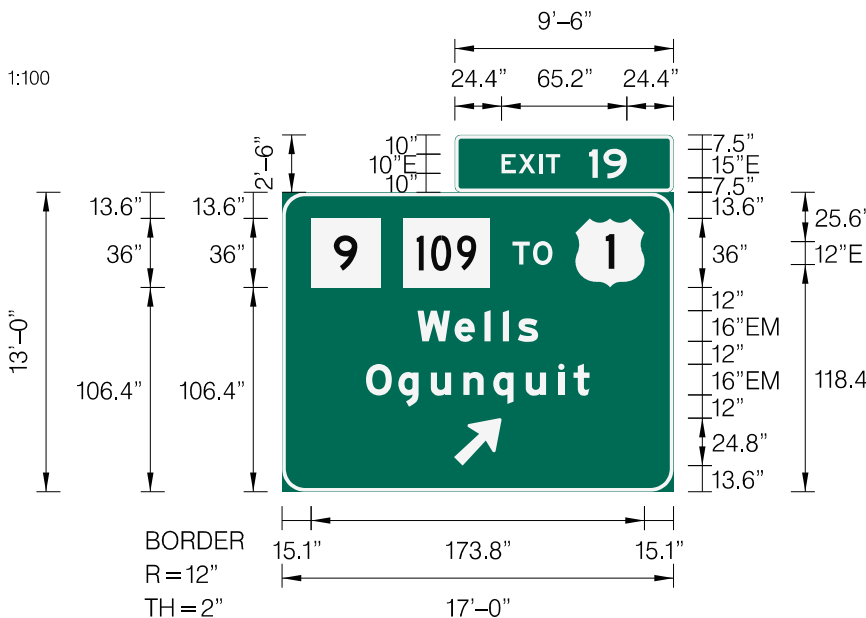 9’–6”
1:100
24.4” 65.2” 24.4”
2’–6”
10”
10”E
10”
EXIT 19
7.5”
15”E
7.5”
13’–0”
13.6”
36”
106.4”
13.6”
36”
106.4”
9 109 TO 1
Wells
Ogunquit
13.6”
36”
12”
16”EM
12”
16”EM
12”
24.8”
13.6”
25.6”
12”E
118.4
15.1” 173.8” 15.1”
17’–0”
BORDER
R=12”
TH=2”